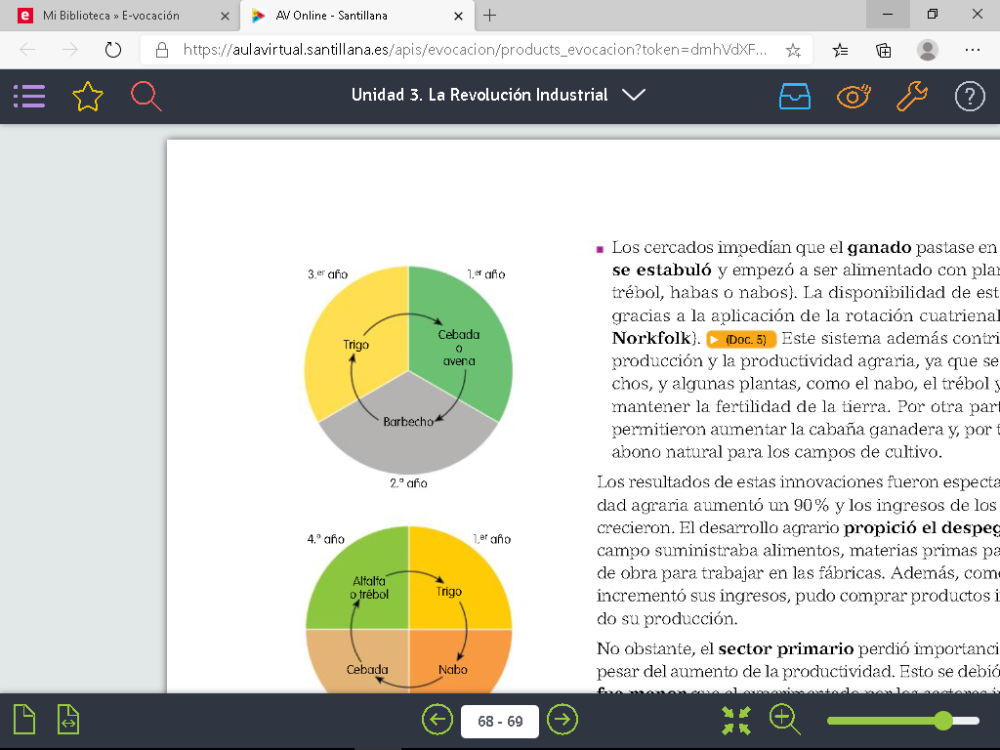 Mi Biblioteca » E-vocación
AV Online - Santillana
https://aulavirtual.santillana.es/apis/evocacion/products_evocacion?token=dmhVdXF...
Unidad 3. La Revolución Industrial
3.er año
1.er año
Trigo
Cebada
o
avena
Barbecho
2.º año
4.º año
1.er año
Alfalfa
o trébol
Trigo
Cebada
Nabo
Los cercados impedían que el ganado pastase en
se estabuló y empezó a ser alimentado con plan
trébol, habas o nabos). La disponibilidad de est
gracias a la aplicación de la rotación cuatrienal
Norkfolk). (Doc. 5) Este sistema además contri
producción y la productividad agraria, ya que se
chos, y algunas plantas, como el nabo, el trébol y
mantener la fertilidad de la tierra. Por otra part
permitieron aumentar la cabaña ganadera y, por t
abono natural para los campos de cultivo.
Los resultados de estas innovaciones fueron especta
dad agraria aumentó un 90% y los ingresos de los
crecieron. El desarrollo agrario propició el despeg
campo suministraba alimentos, materias primas pa
de obra para trabajar en las fábricas. Además, como
incrementó sus ingresos, pudo comprar productos i
do su producción.
No obstante, el sector primario perdió importanci
pesar del aumento de la productividad. Esto se debió
68 - 69